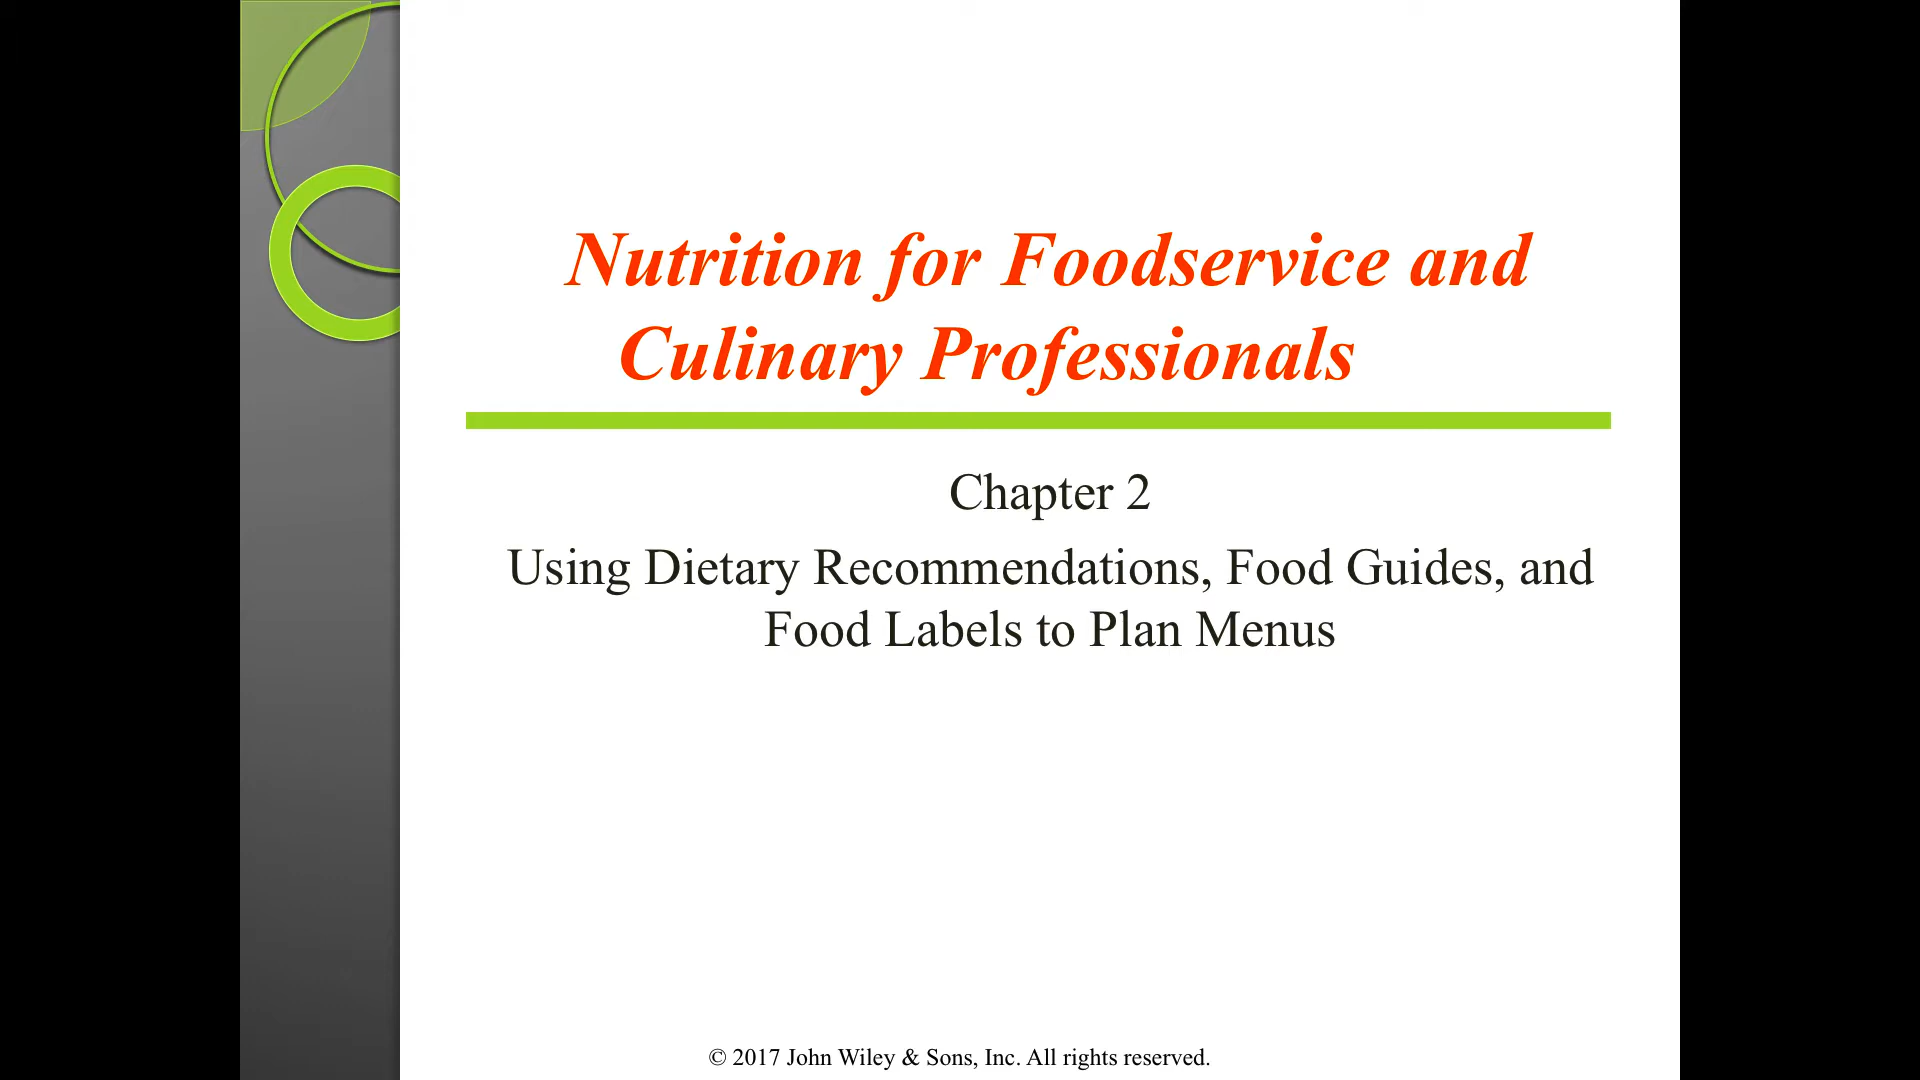 Nutrition for Foodservice and
Culinary Professionals
Chapter 2
Using Dietary Recommendations, Food Guides, and
Food Labels to Plan Menus
© 2017 John Wiley & Sons, Inc. All rights reserved.